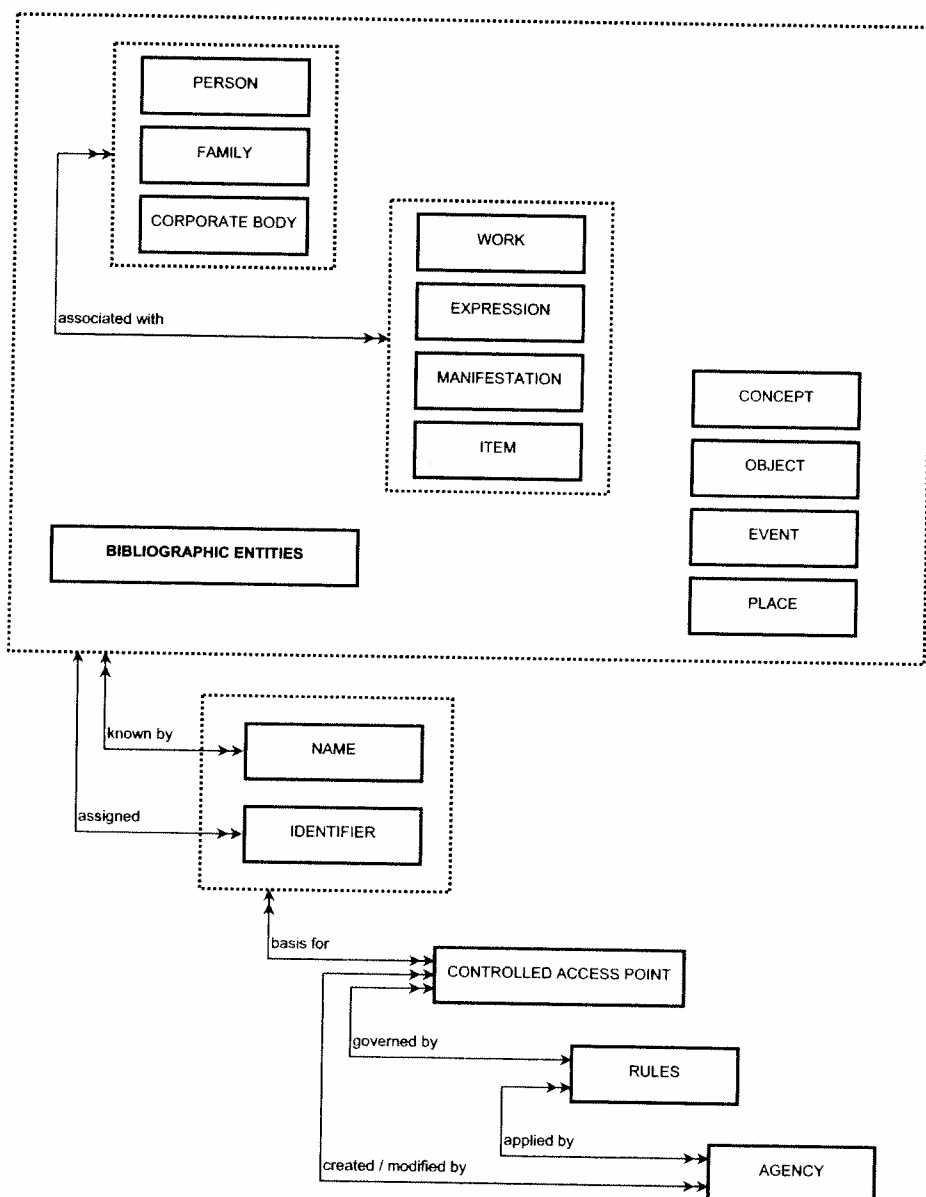 PERSON
FAMILY
CORPORATE BODY
WORK
associated with
EXPRESSION
MANIFESTATION
CONCEPT
ITEM
OBJECT
EVENT
BIBLIOGRAPHIC ENTITIES
PLACE
known by
NAME
assigned
IDENTIFIER
basis for
CONTROLLED ACCESS POINT
governed by
RULES
applied by
created / modified by
AGENCY